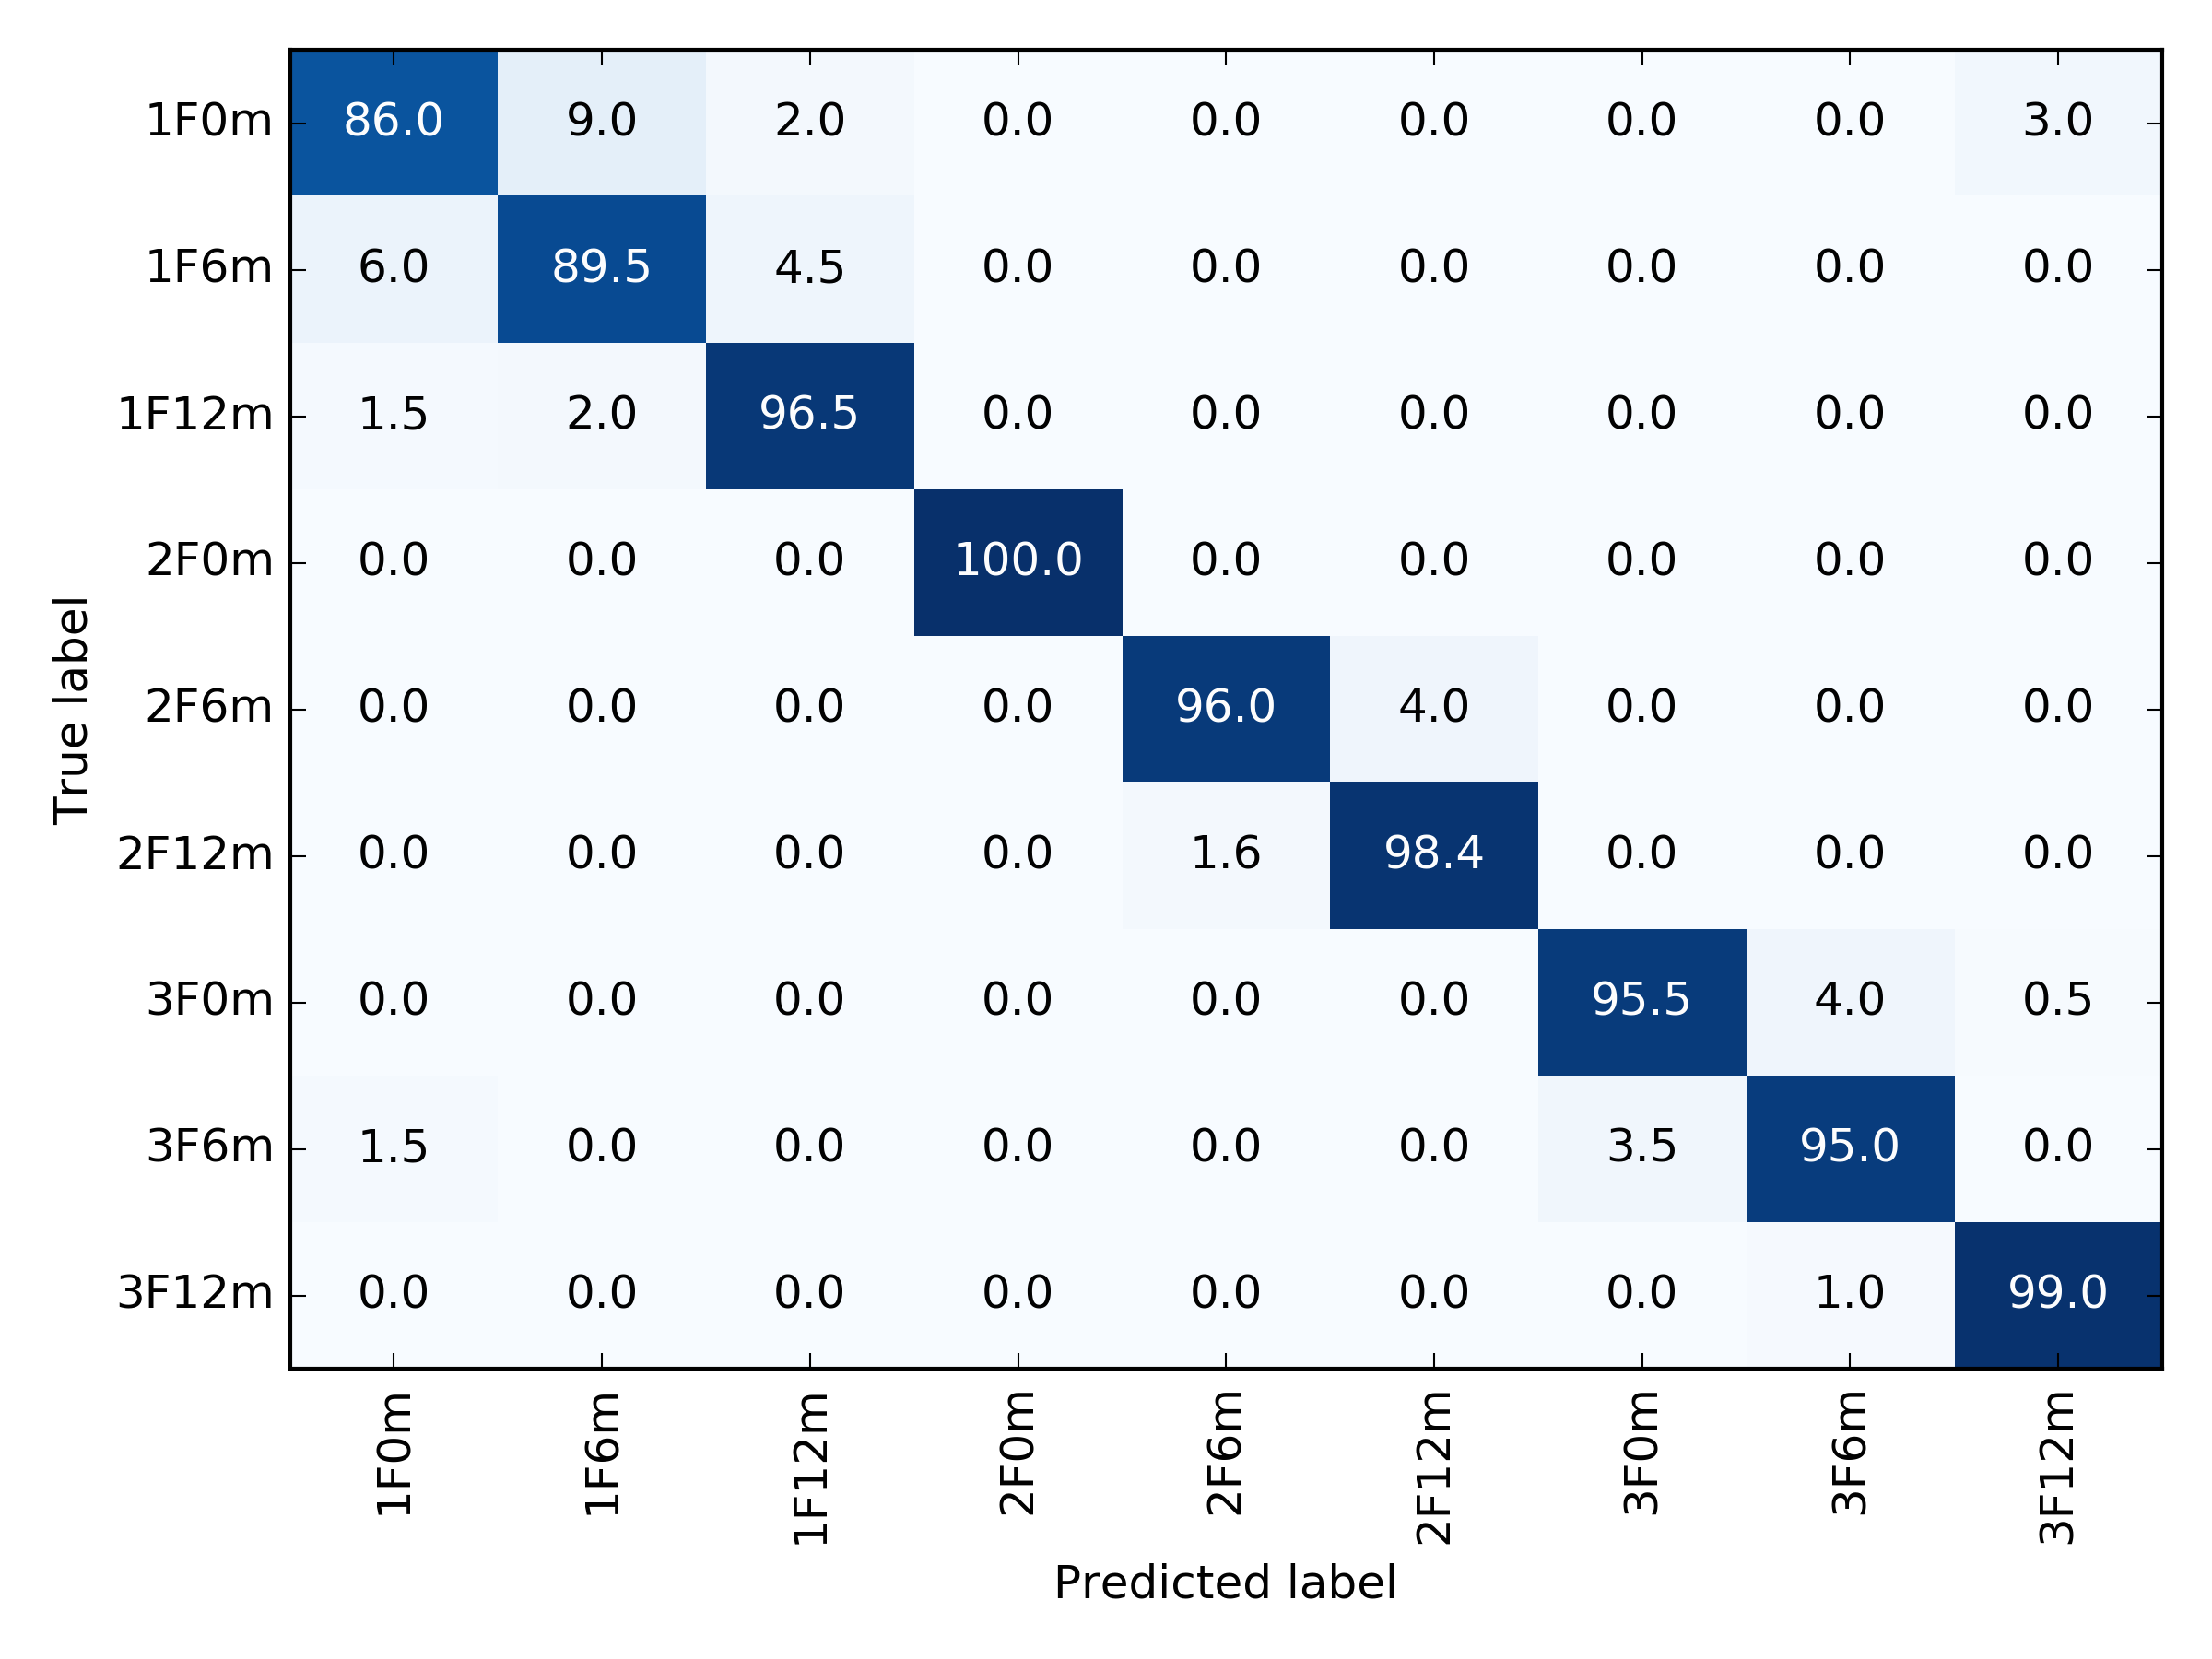 1F0m 86.0 9.0 2.0 0.0 0.0 0.0 0.0 0.0 3.0
1F6m 6.0 89.5 4.5 0.0 0.0 0.0 0.0 0.0 0.0
1F12m 1.5 2.0 96.5 0.0 0.0 0.0 0.0 0.0 0.0
2F0m 0.0 0.0 0.0 100.0 0.0 0.0 0.0 0.0 0.0
2F6m 0.0 0.0 0.0 0.0 96.0 4.0 0.0 0.0 0.0
2F12m 0.0 0.0 0.0 0.0 1.6 98.4 0.0 0.0 0.0
3F0m 0.0 0.0 0.0 0.0 0.0 0.0 95.5 4.0 0.5
3F6m 1.5 0.0 0.0 0.0 0.0 0.0 3.5 95.0 0.0
3F12m 0.0 0.0 0.0 0.0 0.0 0.0 0.0 1.0 99.0
True label
1F0m 1F6m 1F12m 2F0m 2F6m 2F12m 3F0m 3F6m 3F12m
Predicted label